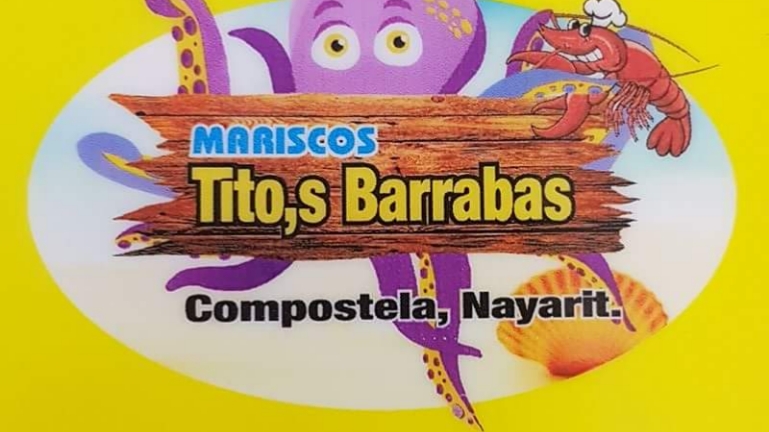 MARISCOS
Tito,s Barrabas
Compostela, Nayarit.